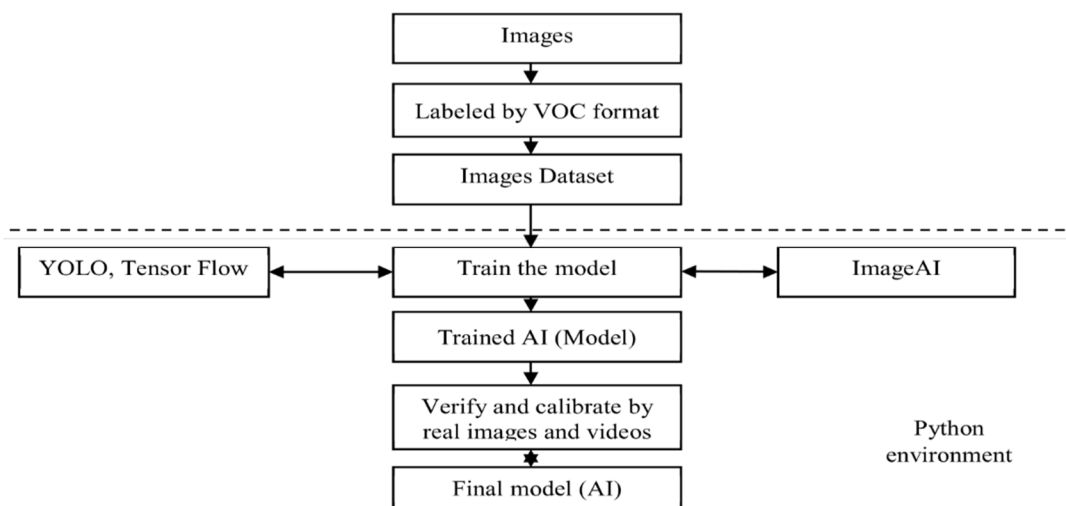 Images
Labeled by VOC format
Images Dataset
YOLO, Tensor Flow
Train the model
ImageAI
Trained AI (Model)
Verify and calibrate by
real images and videos
Python
environment
Final model (AI)